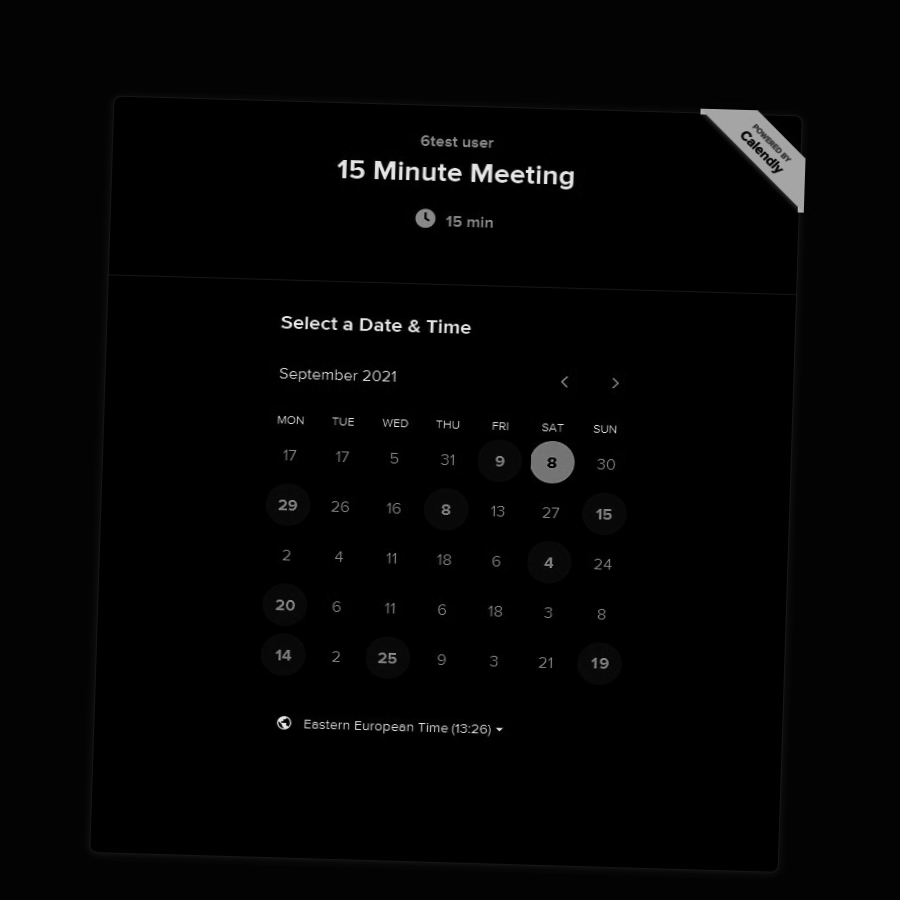 POWERED BY
Calendly
6test user
15 Minute Meeting
15 min
Select a Date & Time
September 2021
MON TUE WED THU FRI SAT SUN
17 17 5 31 9 8 30
29 26 16 8 13 27 15
2 4 11 18 6 4 24
20 6 11 6 18 3 8
14 2 25 9 3 21 19
Eastern European Time (13:26)